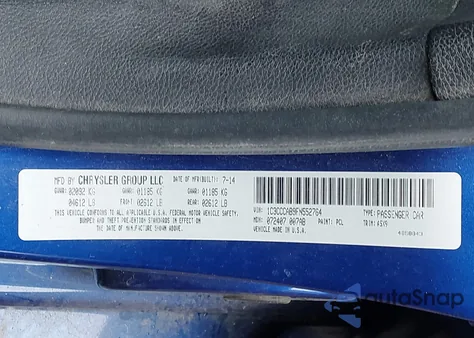 MFD BY CHRYSLER GROUP LLC DATE OF MFR(BUILT): 7-14
GVWR: 02092 KG GAWR: 01185 KG GAWR: 01185 KG
04612 LB FRNT 02612 LB REAR: 02612 LB
THIS VEHICLE CONFORMS TO ALL APPLICABLE U.S.A. FEDERAL MOTOR VEHICLE SAFETY,
BUMPER AND THEFT PREVENTION STANDARDS IN EFFECT ON THE
DATE OF MANUFACTURE SHOWN ABOVE.
VIN: 1C3CCCAB9FN552764 TYPE: PASSENGER CAR
MDH: 072407 007AB PAINT: PCL TRIM: A5X9
MADE IN U.S.A.
autoSnap